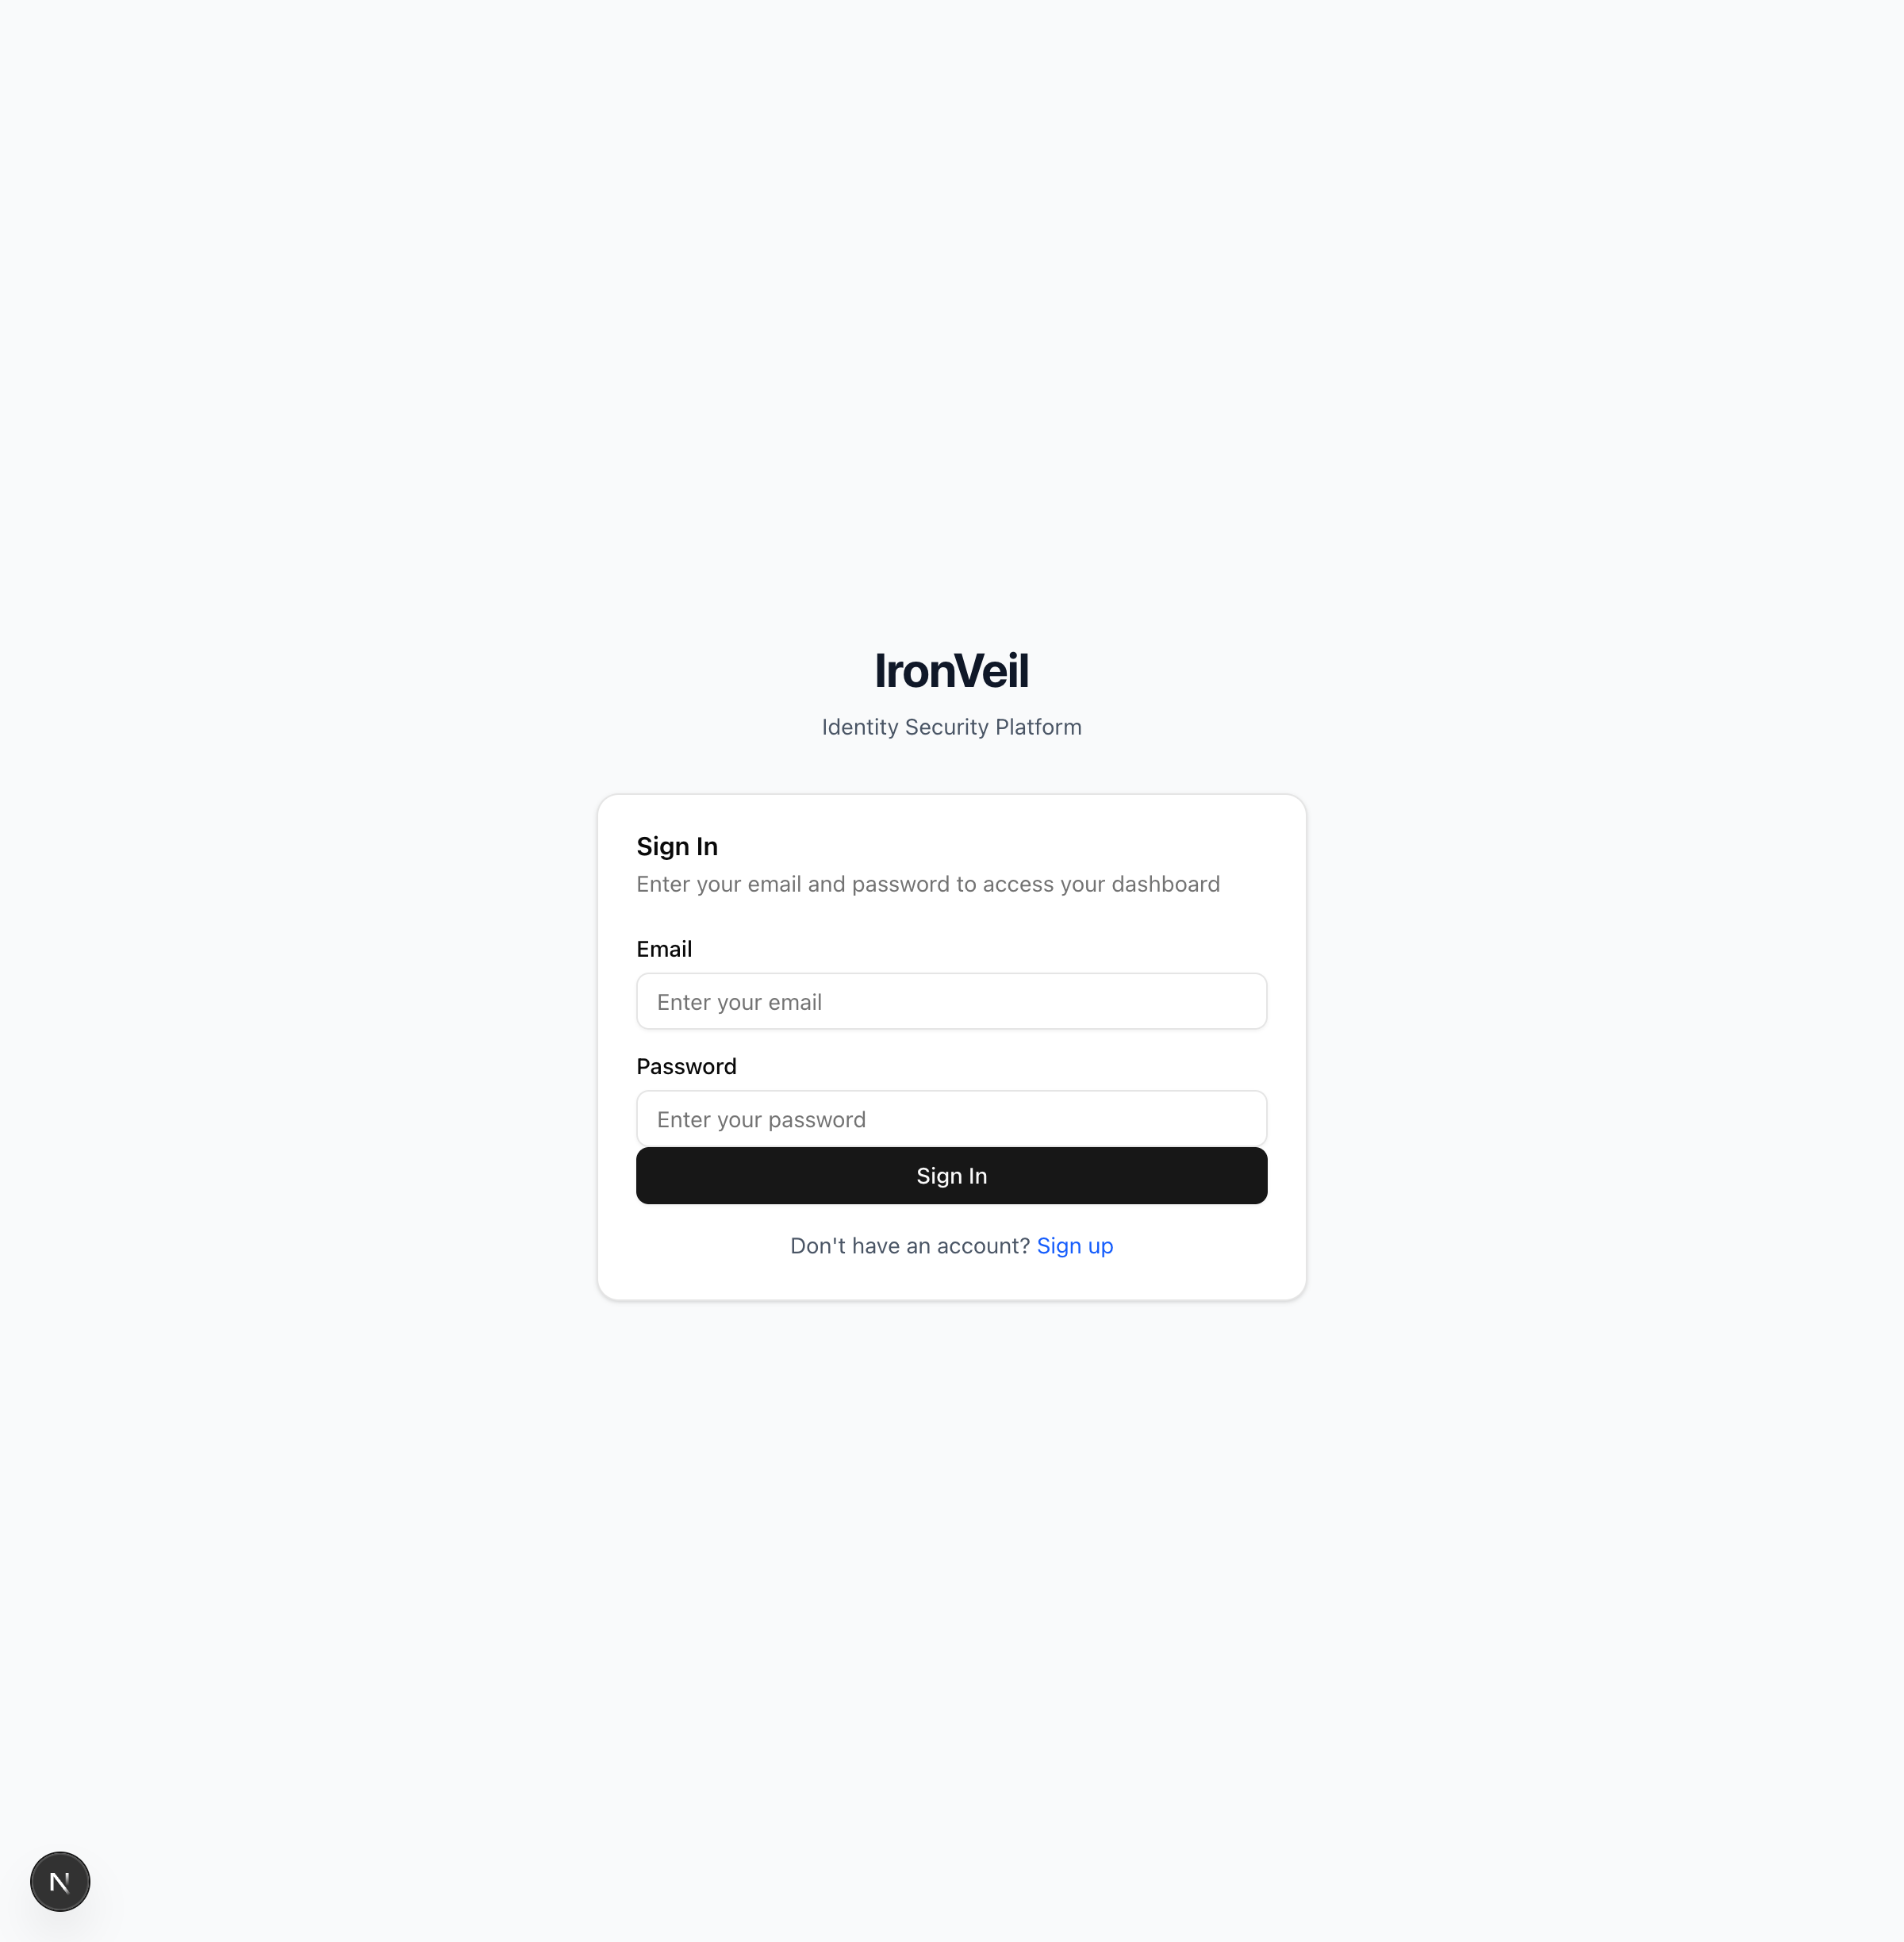 IronVeil
Identity Security Platform
Sign In
Enter your email and password to access your dashboard
Email
Enter your email
Password
Enter your password
Sign In
Don't have an account? Sign up
N